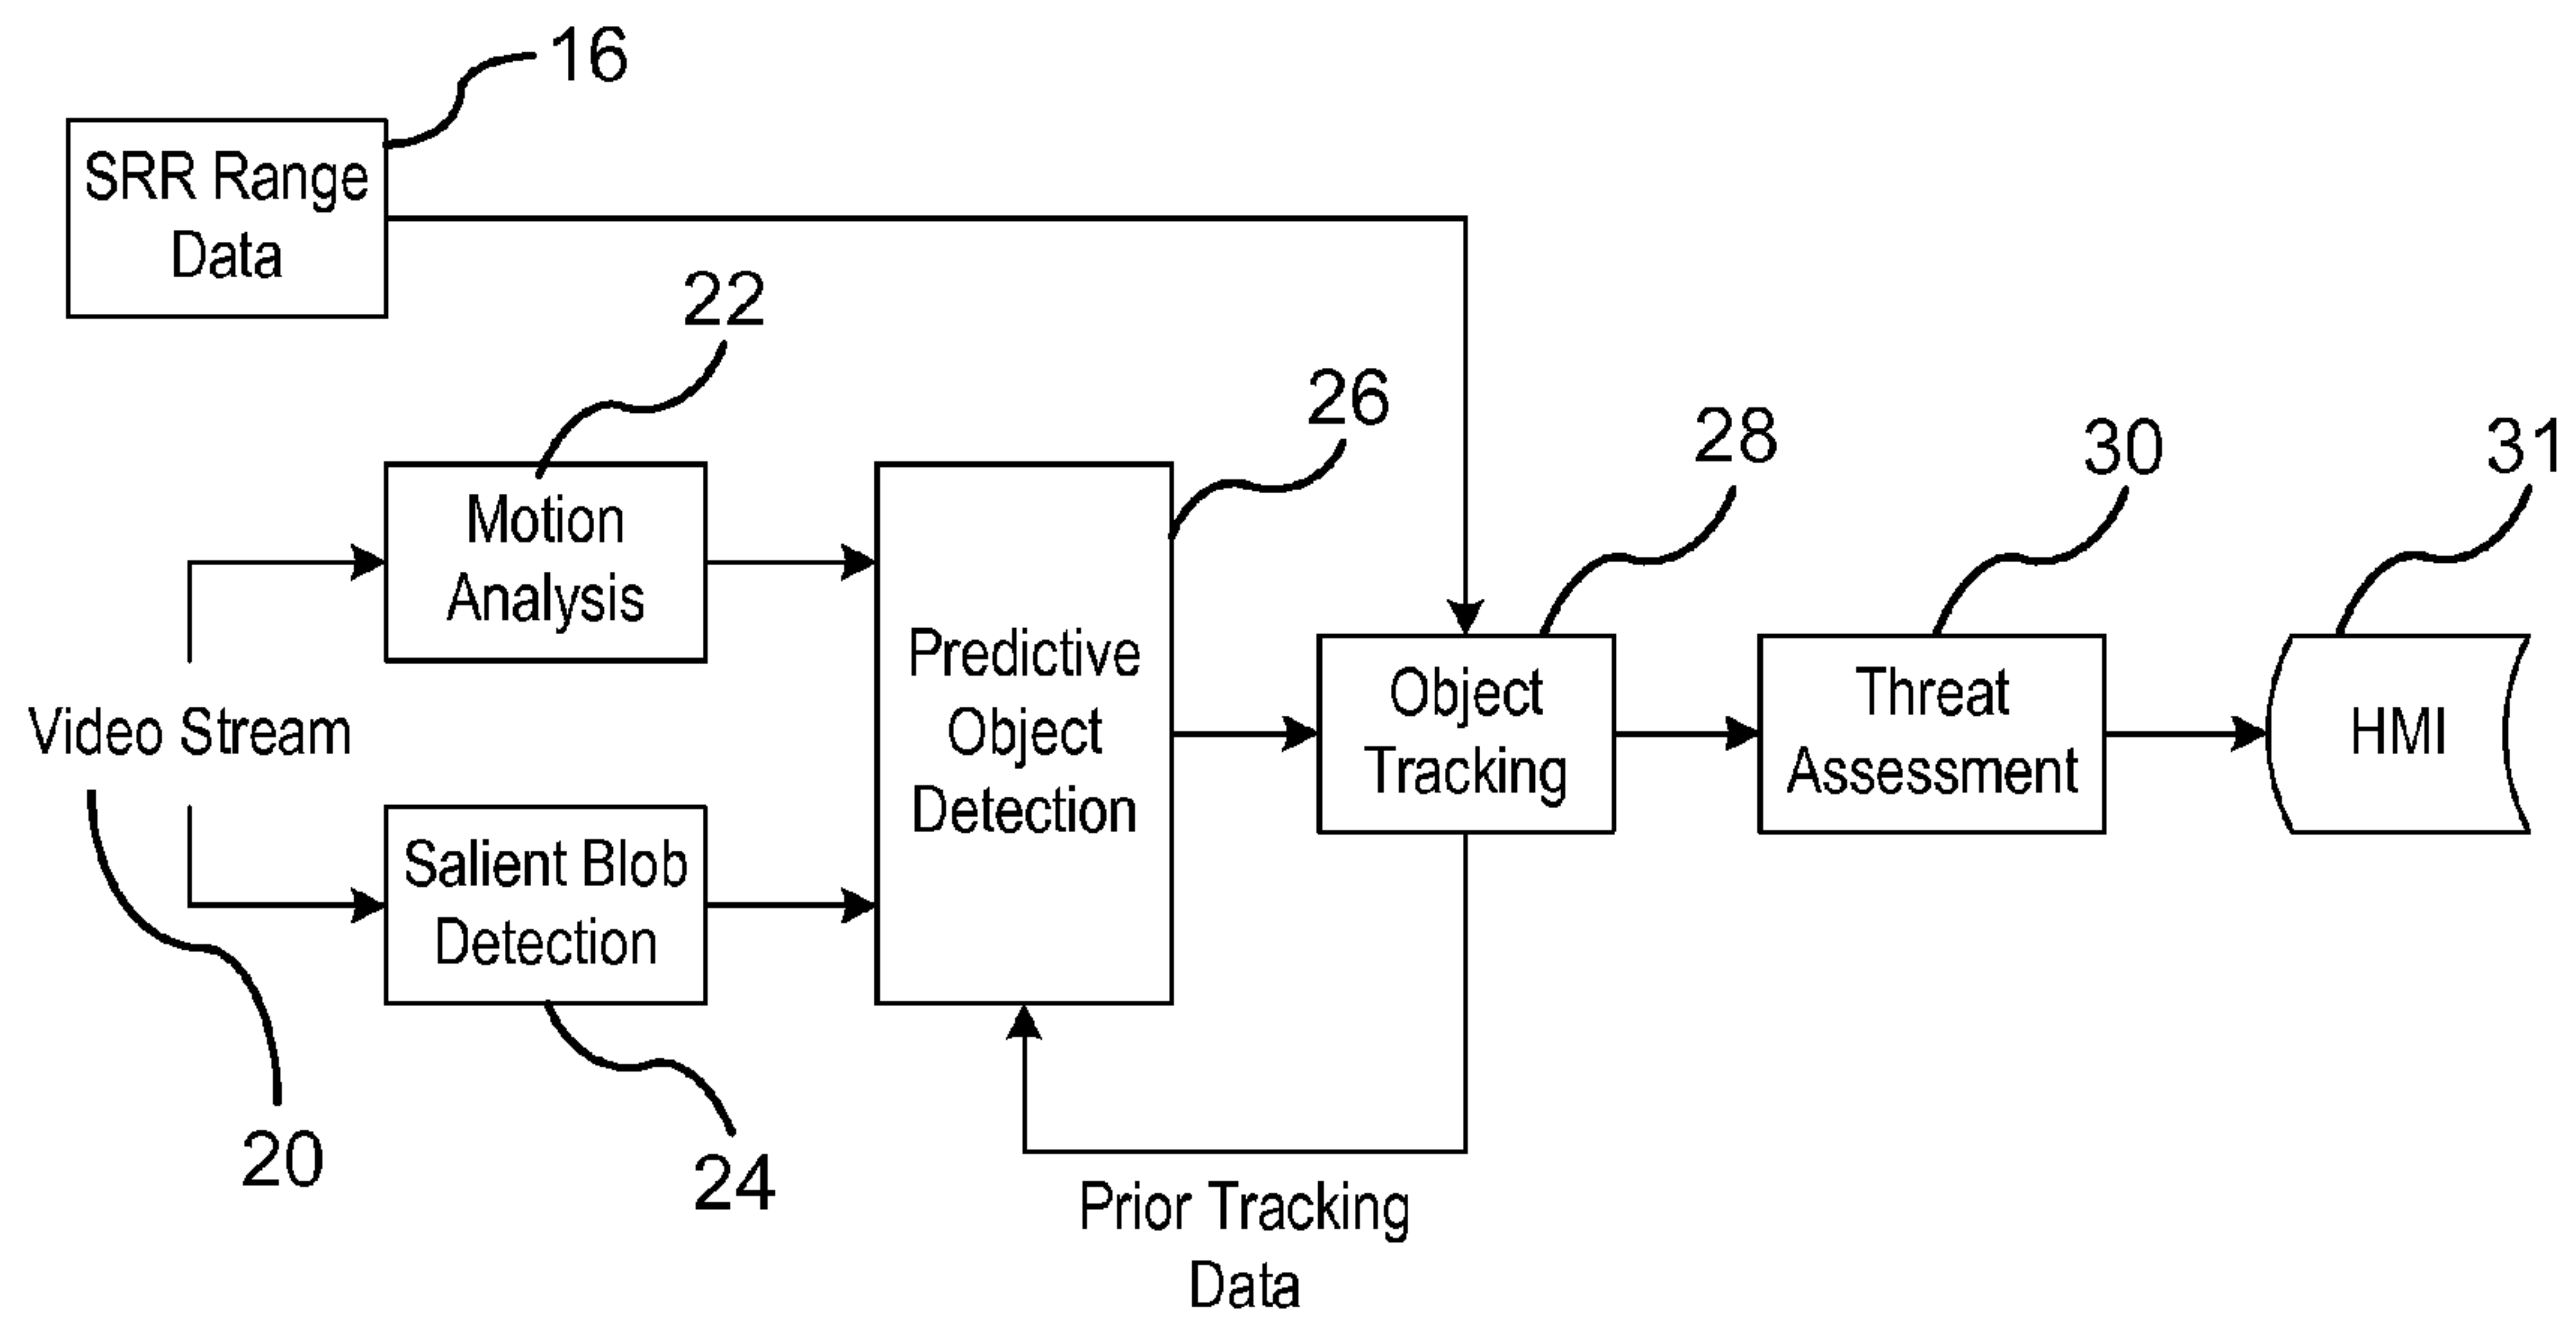 16
SRR Range
Data
22
26
28
30
31
Motion
Analysis
Predictive
Object
Detection
Object
Tracking
Threat
Assessment
HMI
Video Stream
Salient Blob
Detection
20
24
Prior Tracking
Data